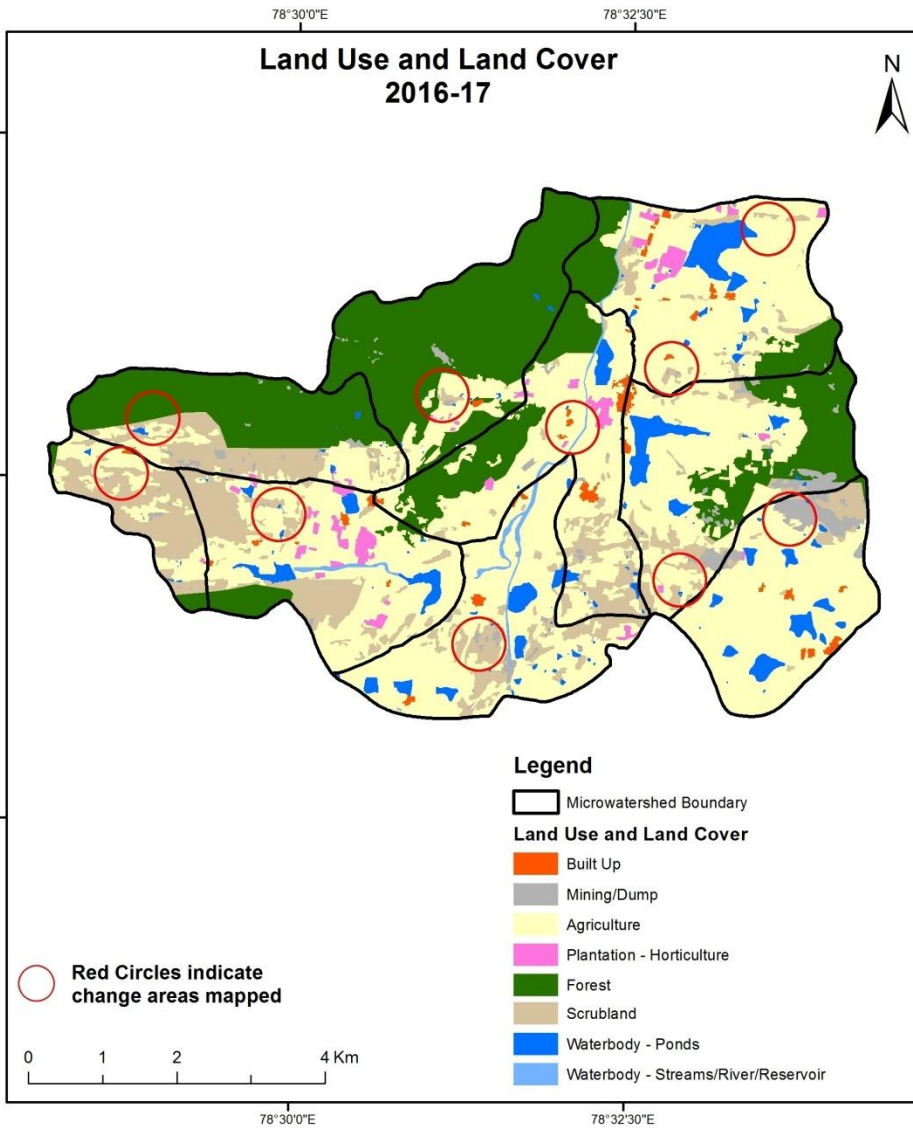 78°30'0"E
78°32'30"E
Land Use and Land Cover
2016-17
N
Legend
Microwatershed Boundary
Land Use and Land Cover
Built Up
Mining/Dump
Agriculture
Plantation - Horticulture
Forest
Scrubland
Waterbody - Ponds
Waterbody - Streams/River/Reservoir
Red Circles indicate
change areas mapped
0 1 2 4 Km
78°30'0"E
78°32'30"E